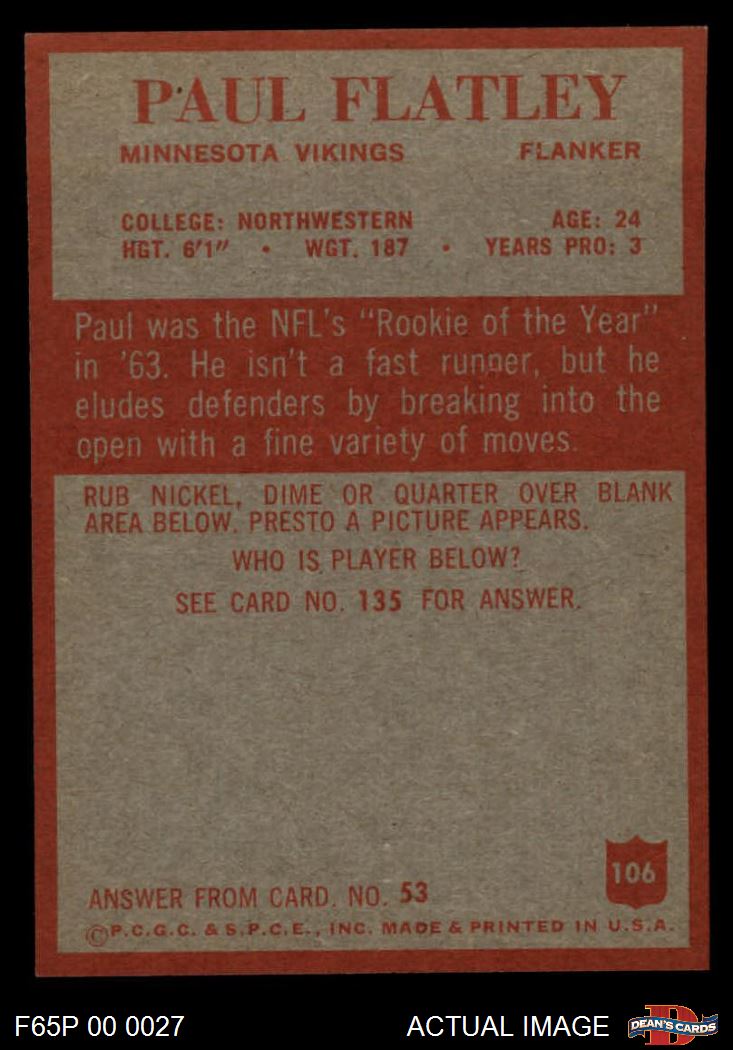 PAUL FLATLEY
MINNESOTA VIKINGS FLANKER
COLLEGE: NORTHWESTERN AGE: 24
HGT. 6'1" • WGT. 187 • YEARS PRO: 3
Paul was the NFL's "Rookie of the Year"
in '63. He isn't a fast runner, but he
eludes defenders by breaking into the
open with a fine variety of moves.
RUB NICKEL, DIME OR QUARTER OVER BLANK
AREA BELOW. PRESTO A PICTURE APPEARS.
WHO IS PLAYER BELOW?
SEE CARD NO. 135 FOR ANSWER.
106
ANSWER FROM CARD. NO. 53
©P.C.G.C. & S.P.C.E., INC. MADE & PRINTED IN U.S.A.
F65P 00 0027 ACTUAL IMAGE
D
DEAN'S CARDS